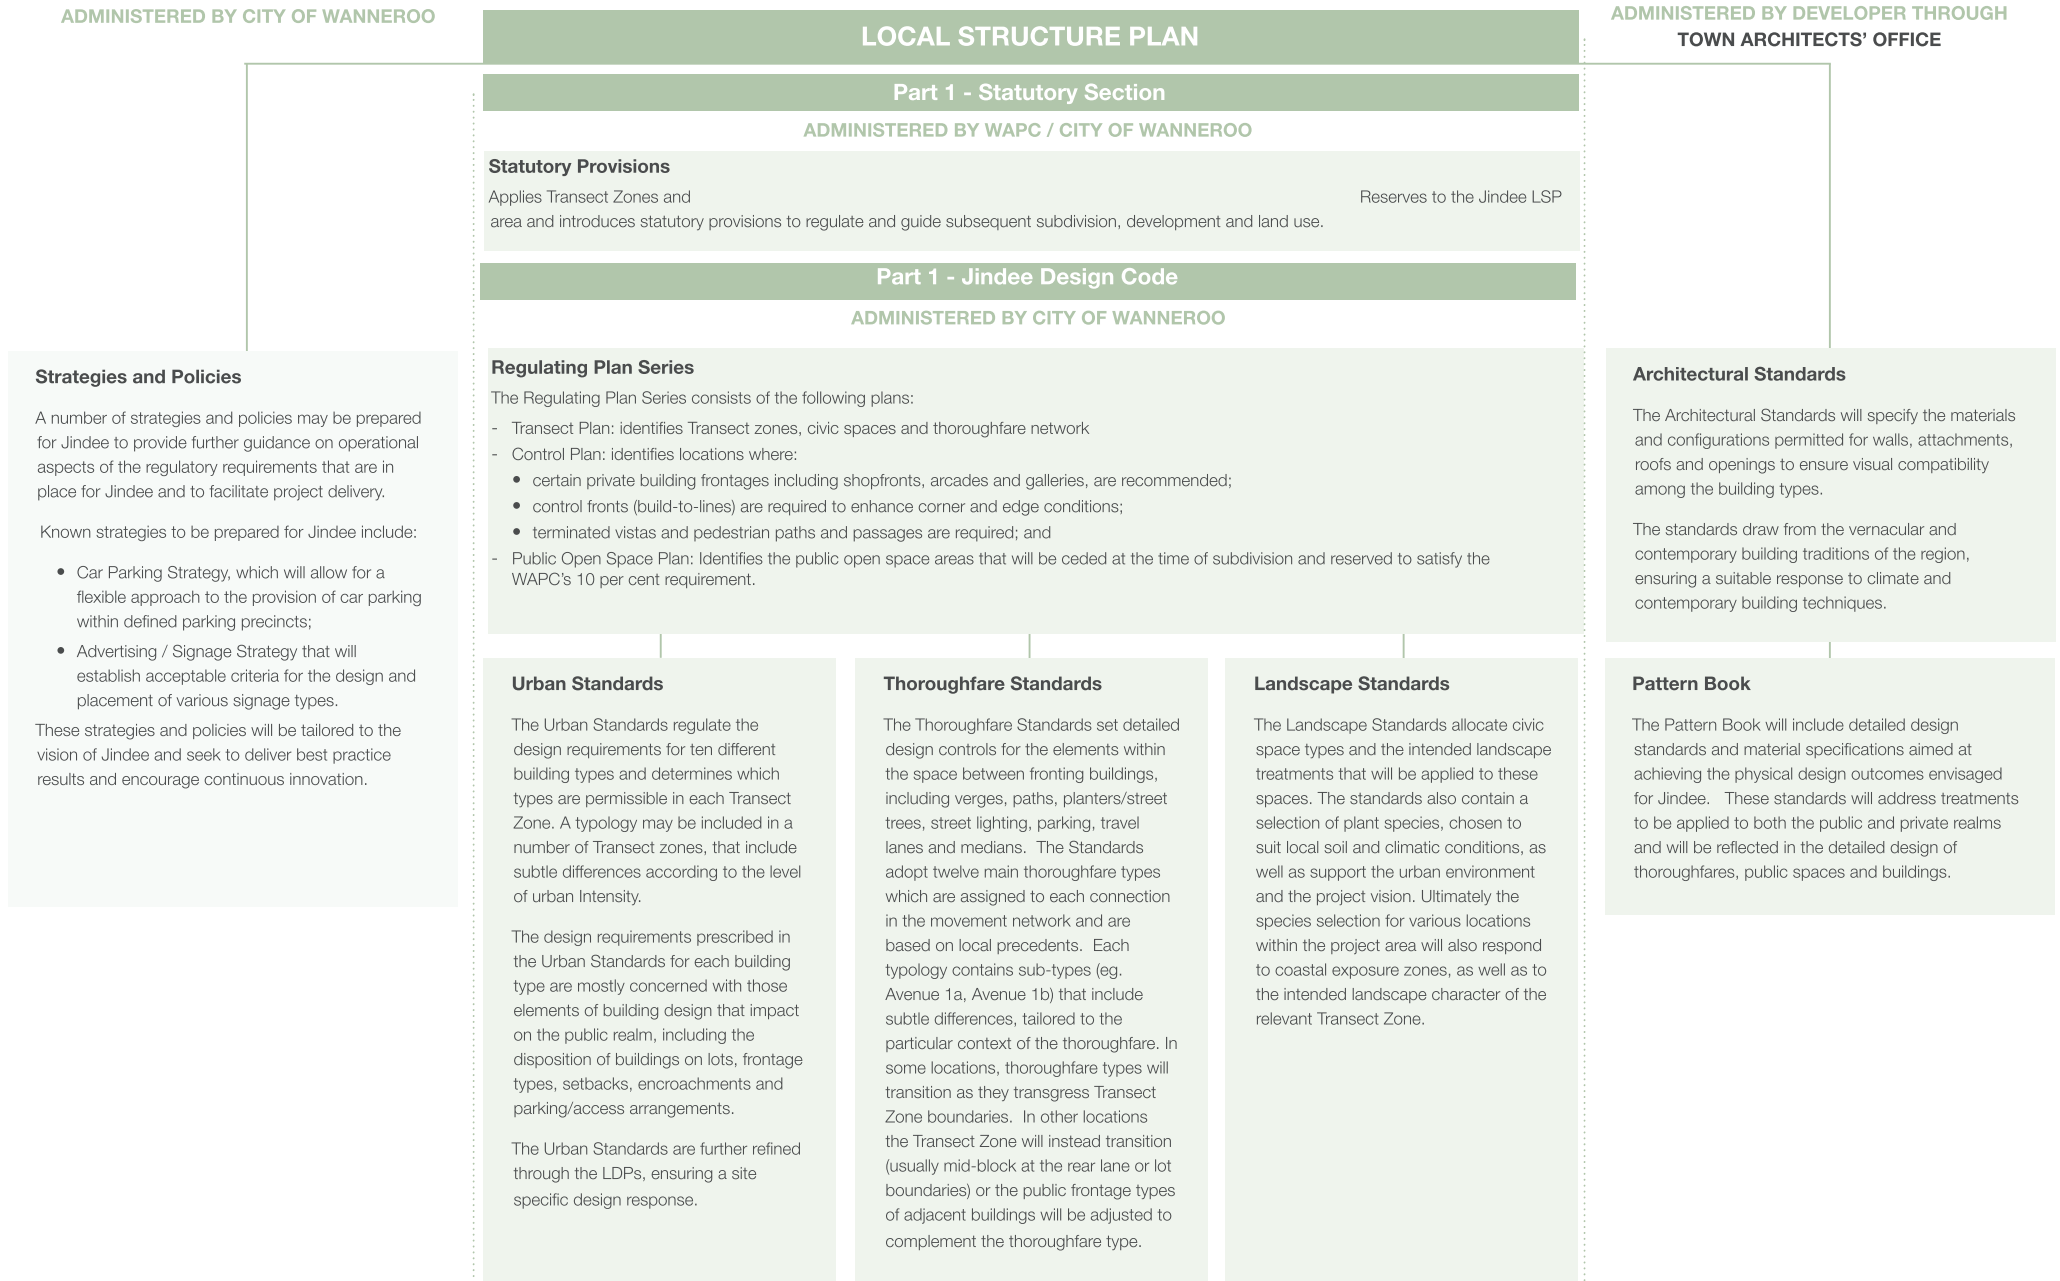 ADMINISTERED BY CITY OF WANNEROO
LOCAL STRUCTURE PLAN
ADMINISTERED BY DEVELOPER THROUGH
TOWN ARCHITECTS’ OFFICE
Part 1 - Statutory Section
ADMINISTERED BY WAPC / CITY OF WANNEROO
Statutory Provisions
Applies Transect Zones and Reserves to the Jindee LSP
area and introduces statutory provisions to regulate and guide subsequent subdivision, development and land use.
Part 1 - Jindee Design Code
ADMINISTERED BY CITY OF WANNEROO
Strategies and Policies
A number of strategies and policies may be prepared
for Jindee to provide further guidance on operational
aspects of the regulatory requirements that are in
place for Jindee and to facilitate project delivery.
Known strategies to be prepared for Jindee include:
• Car Parking Strategy, which will allow for a
flexible approach to the provision of car parking
within defined parking precincts;
• Advertising / Signage Strategy that will
establish acceptable criteria for the design and
placement of various signage types.
These strategies and policies will be tailored to the
vision of Jindee and seek to deliver best practice
results and encourage continuous innovation.
Regulating Plan Series
The Regulating Plan Series consists of the following plans:
- Transect Plan: identifies Transect zones, civic spaces and thoroughfare network
- Control Plan: identifies locations where:
• certain private building frontages including shopfronts, arcades and galleries, are recommended;
• control fronts (build-to-lines) are required to enhance corner and edge conditions;
• terminated vistas and pedestrian paths and passages are required; and
- Public Open Space Plan: Identifies the public open space areas that will be ceded at the time of subdivision and reserved to satisfy the
WAPC’s 10 per cent requirement.
Architectural Standards
The Architectural Standards will specify the materials
and configurations permitted for walls, attachments,
roofs and openings to ensure visual compatibility
among the building types.
The standards draw from the vernacular and
contemporary building traditions of the region,
ensuring a suitable response to climate and
contemporary building techniques.
Urban Standards
The Urban Standards regulate the
design requirements for ten different
building types and determines which
types are permissible in each Transect
Zone. A typology may be included in a
number of Transect zones, that include
subtle differences according to the level
of urban Intensity.
The design requirements prescribed in
the Urban Standards for each building
type are mostly concerned with those
elements of building design that impact
on the public realm, including the
disposition of buildings on lots, frontage
types, setbacks, encroachments and
parking/access arrangements.
The Urban Standards are further refined
through the LDPs, ensuring a site
specific design response.
Thoroughfare Standards
The Thoroughfare Standards set detailed
design controls for the elements within
the space between fronting buildings,
including verges, paths, planters/street
trees, street lighting, parking, travel
lanes and medians. The Standards
adopt twelve main thoroughfare types
which are assigned to each connection
in the movement network and are
based on local precedents. Each
typology contains sub-types (eg.
Avenue 1a, Avenue 1b) that include
subtle differences, tailored to the
particular context of the thoroughfare. In
some locations, thoroughfare types will
transition as they transgress Transect
Zone boundaries. In other locations
the Transect Zone will instead transition
(usually mid-block at the rear lane or lot
boundaries) or the public frontage types
of adjacent buildings will be adjusted to
complement the thoroughfare type.
Landscape Standards
The Landscape Standards allocate civic
space types and the intended landscape
treatments that will be applied to these
spaces. The standards also contain a
selection of plant species, chosen to
suit local soil and climatic conditions, as
well as support the urban environment
and the project vision. Ultimately the
species selection for various locations
within the project area will also respond
to coastal exposure zones, as well as to
the intended landscape character of the
relevant Transect Zone.
Pattern Book
The Pattern Book will include detailed design
standards and material specifications aimed at
achieving the physical design outcomes envisaged
for Jindee. These standards will address treatments
to be applied to both the public and private realms
and will be reflected in the detailed design of
thoroughfares, public spaces and buildings.